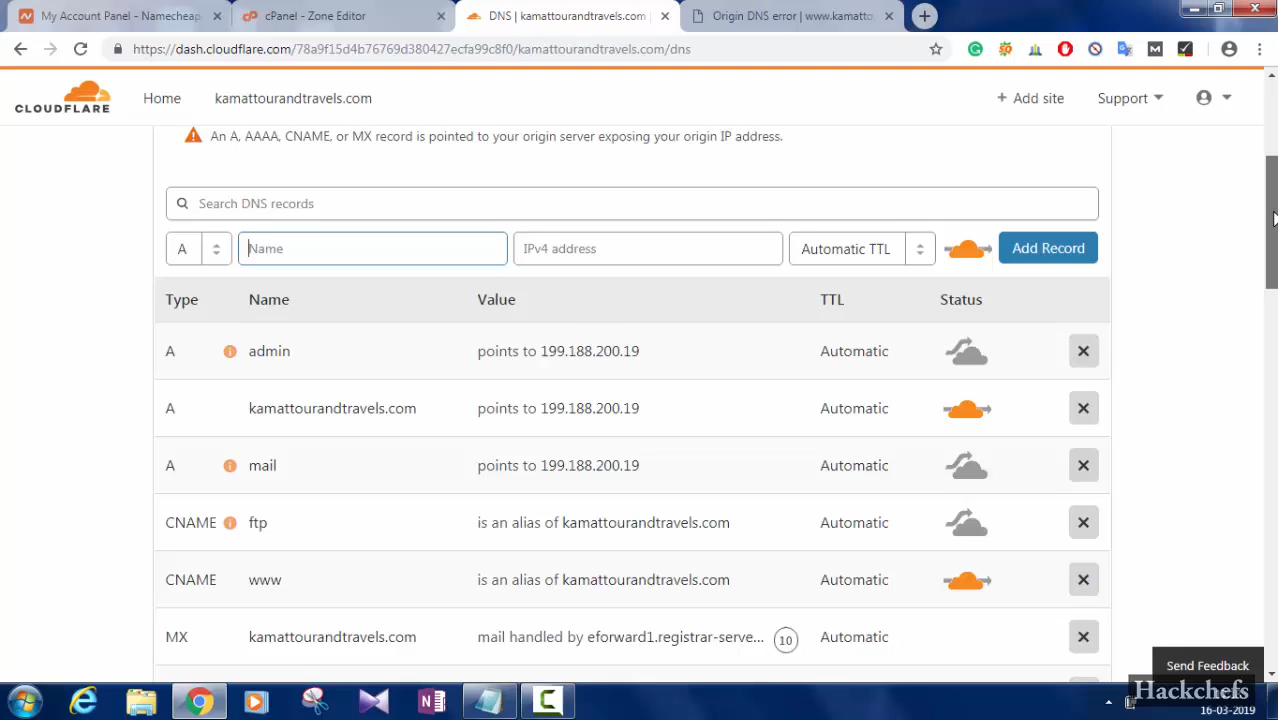 My Account Panel - Namecheap
cPanel - Zone Editor
DNS | kamattourandtravels.com
Origin DNS error | www.kamatto
https://dash.cloudflare.com/78a9f15d4b76769d380427ecfa99c8f0/kamattourandtravels.com/dns
CLOUDFLARE
Home
kamattourandtravels.com
+ Add site
Support
An A, AAAA, CNAME, or MX record is pointed to your origin server exposing your origin IP address.
Search DNS records
A
Name
IPv4 address
Automatic TTL
Add Record
Type Name Value TTL Status
A admin points to 199.188.200.19 Automatic
A kamattourandtravels.com points to 199.188.200.19 Automatic
A mail points to 199.188.200.19 Automatic
CNAME ftp is an alias of kamattourandtravels.com Automatic
CNAME www is an alias of kamattourandtravels.com Automatic
MX kamattourandtravels.com mail handled by eforward1.registrar-serve... 10 Automatic
Send Feedback
Hackchefs
16-03-2019